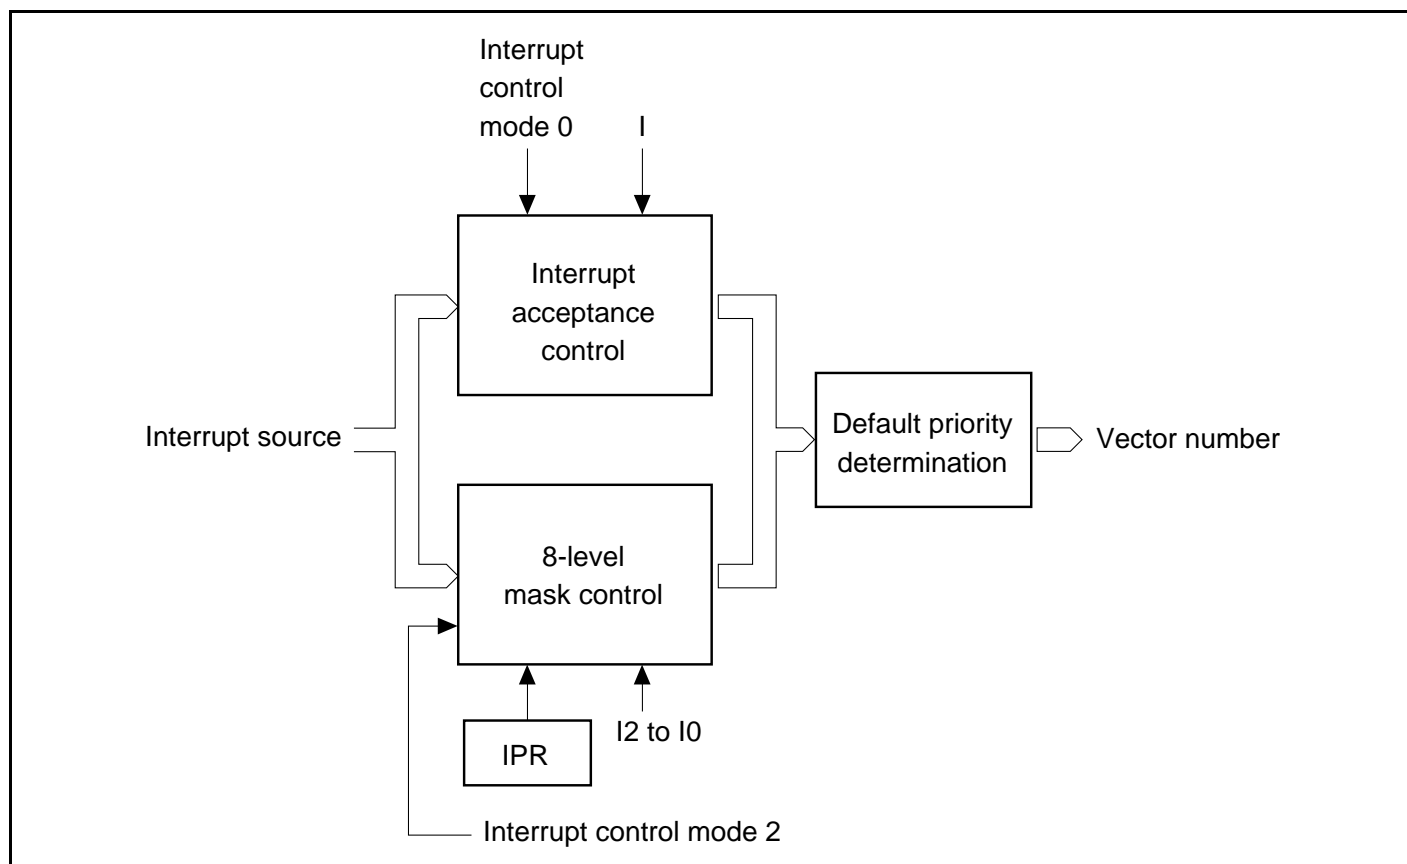 Interrupt
control
mode 0
I
Interrupt
acceptance
control
Interrupt source
Default priority
determination
Vector number
8-level
mask control
IPR
I2 to I0
Interrupt control mode 2